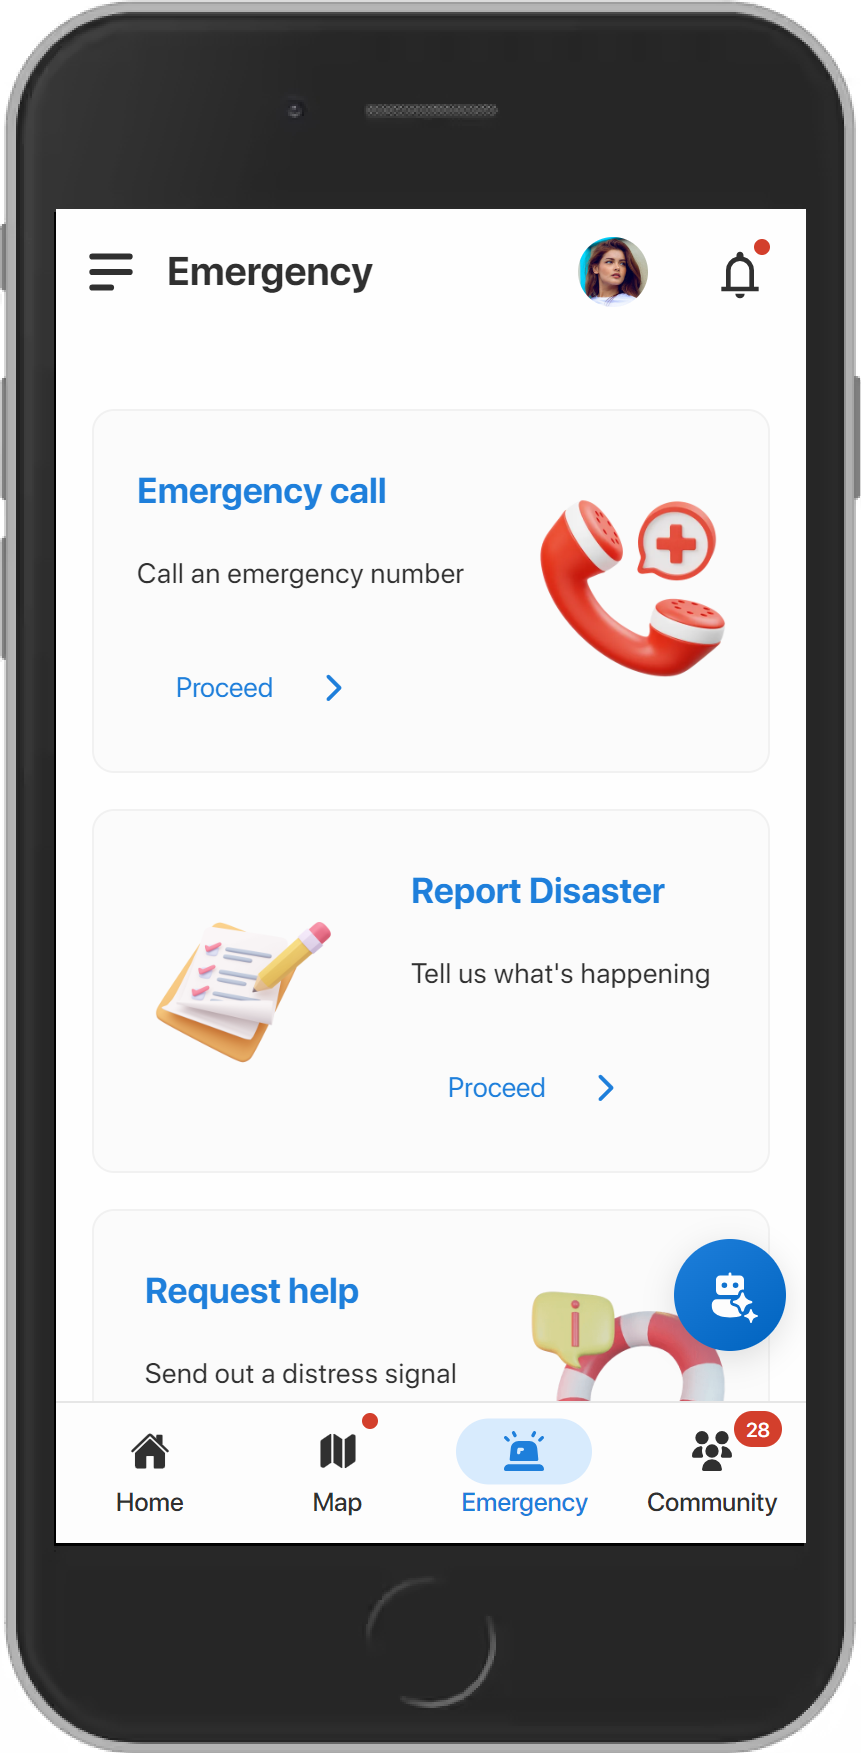 Emergency
Emergency call
Call an emergency number
Proceed
Report Disaster
Tell us what's happening
Proceed
Request help
Send out a distress signal
28
Home
Map
Emergency
Community